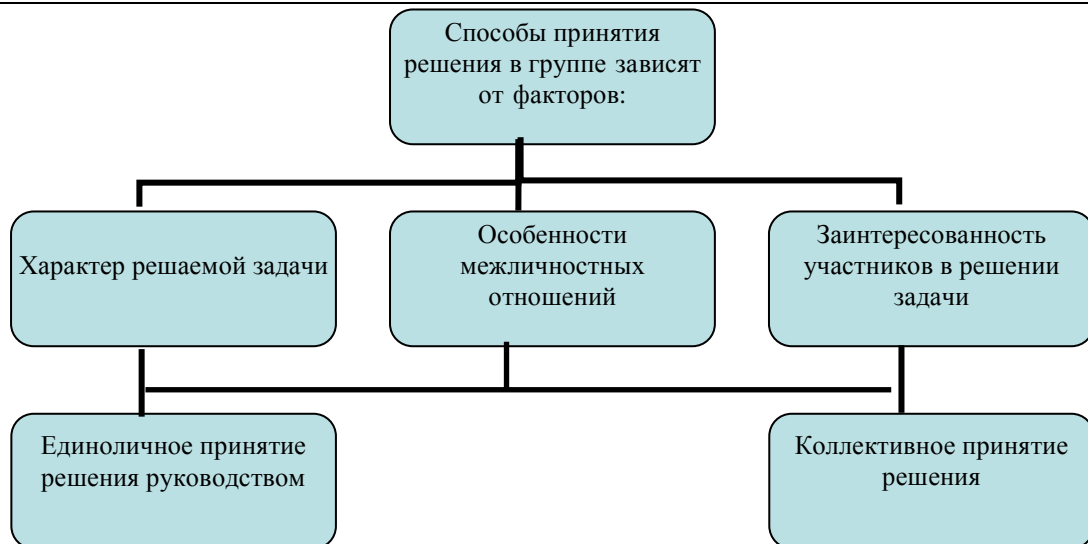 Способы принятия
решения в группе зависят
от факторов:
Характер решаемой задачи
Особенности
межличностных
отношений
Заинтересованность
участников в решении
задачи
Единоличное принятие
решения руководством
Коллективное принятие
решения